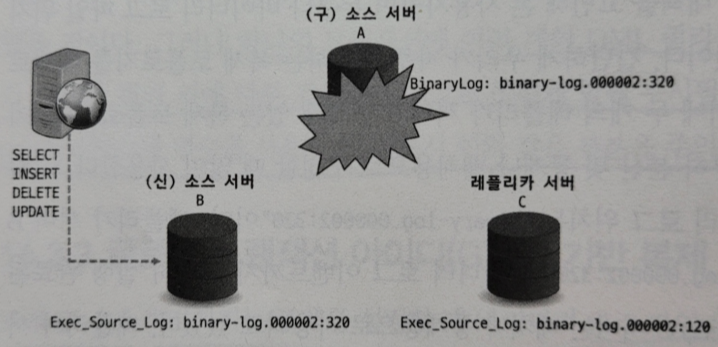 (구) 소스 서버
A
BinaryLog: binary-log.000002:320
SELECT
INSERT
DELETE
UPDATE
(신) 소스 서버
B
레플리카 서버
C
Exec_Source_Log: binary-log.000002:320
Exec_Source_Log: binary-log.000002:120